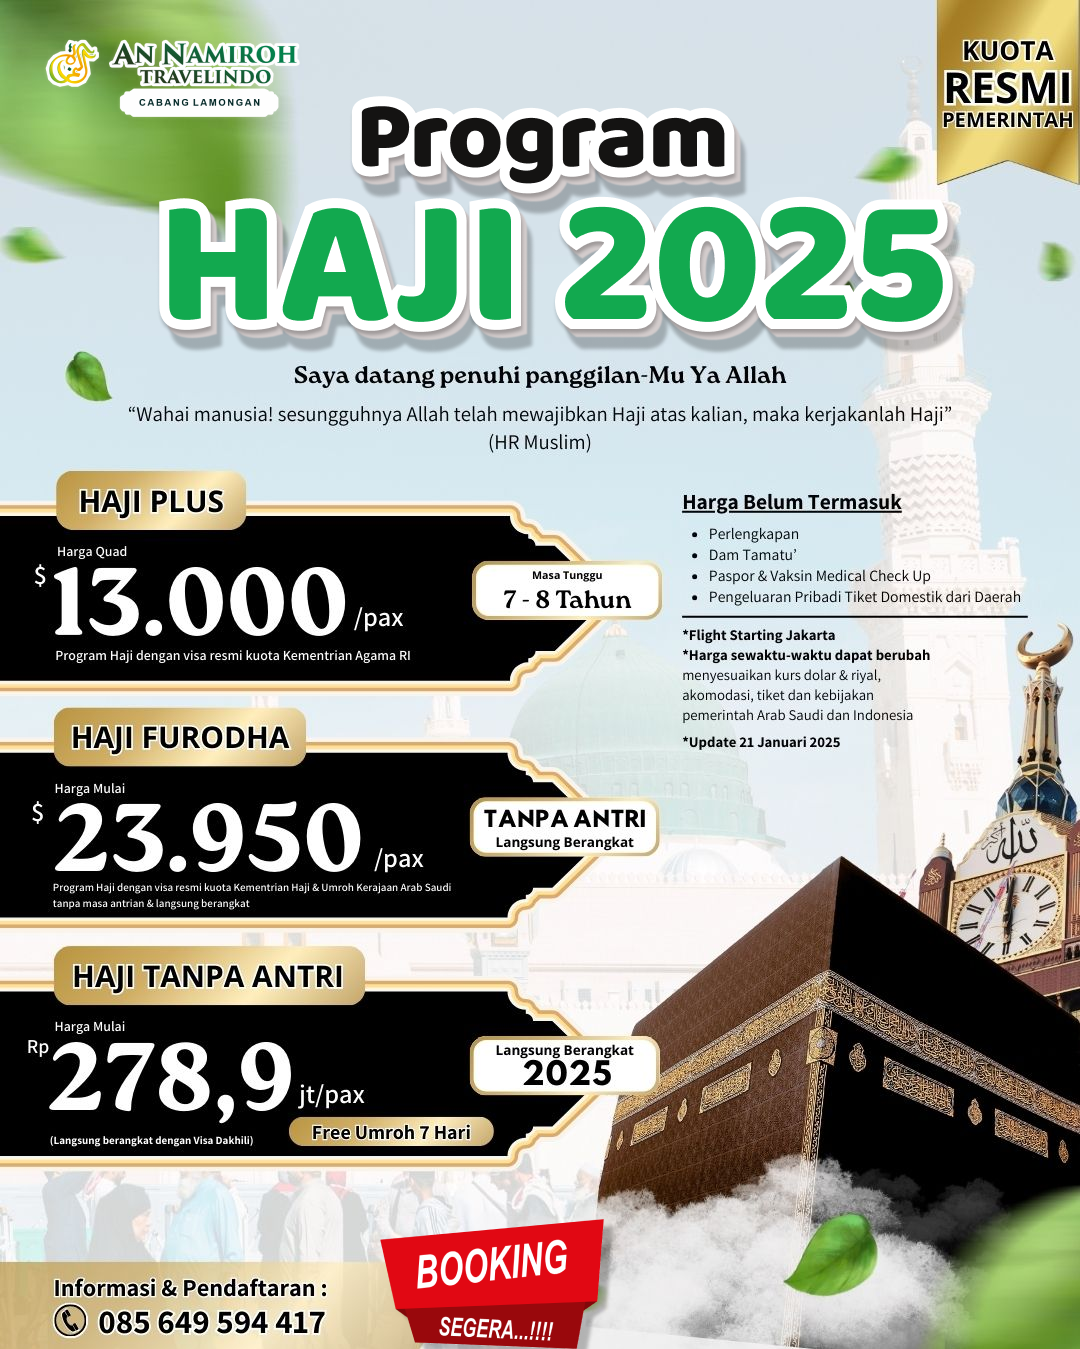 AN NAMIROH
TRAVELINDO
CABANG LAMONGAN
KUOTA
RESMI
PEMERINTAH
Program
HAJI 2025
Saya datang penuhi panggilan-Mu Ya Allah
“Wahai manusia! sesungguhnya Allah telah mewajibkan Haji atas kalian, maka kerjakanlah Haji”
(HR Muslim)
HAJI PLUS
Harga Quad
$ 13.000 /pax
Program Haji dengan visa resmi kuota Kementrian Agama RI
Masa Tunggu
7 - 8 Tahun
Harga Belum Termasuk
• Perlengkapan
• Dam Tamatu’
• Paspor & Vaksin Medical Check Up
• Pengeluaran Pribadi Tiket Domestik dari Daerah
*Flight Starting Jakarta
*Harga sewaktu-waktu dapat berubah
menyesuaikan kurs dolar & riyal,
akomodasi, tiket dan kebijakan
pemerintah Arab Saudi dan Indonesia
*Update 21 Januari 2025
HAJI FURODHA
Harga Mulai
$ 23.950 /pax
Program Haji dengan visa resmi kuota Kementrian Haji & Umroh Kerajaan Arab Saudi
tanpa masa antrian & langsung berangkat
TANPA ANTRI
Langsung Berangkat
الله
HAJI TANPA ANTRI
Harga Mulai
Rp 278,9 jt/pax
(Langsung berangkat dengan Visa Dakhili)
Free Umroh 7 Hari
Langsung Berangkat
2025
BOOKING
SEGERA...!!!!
Informasi & Pendaftaran :
085 649 594 417